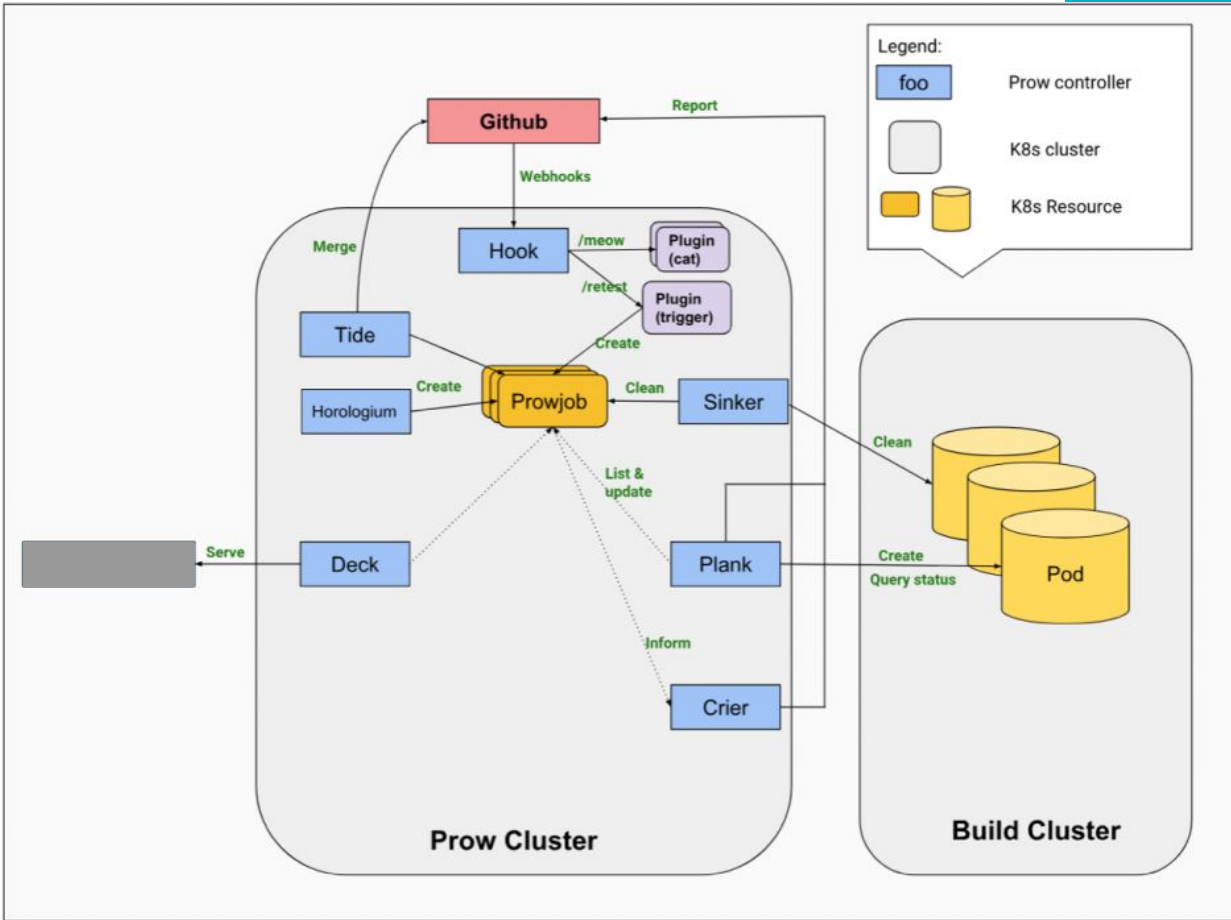 Legend:
foo
Prow controller
K8s cluster
K8s Resource
Github
Report
Webhooks
Merge
Hook
/meow
Plugin
(cat)
/retest
Plugin
(trigger)
Tide
Create
Create
Prowjob
Clean
Sinker
Horologium
Clean
List &
update
Serve
Deck
Plank
Create
Query status
Pod
Inform
Crier
Prow Cluster
Build Cluster